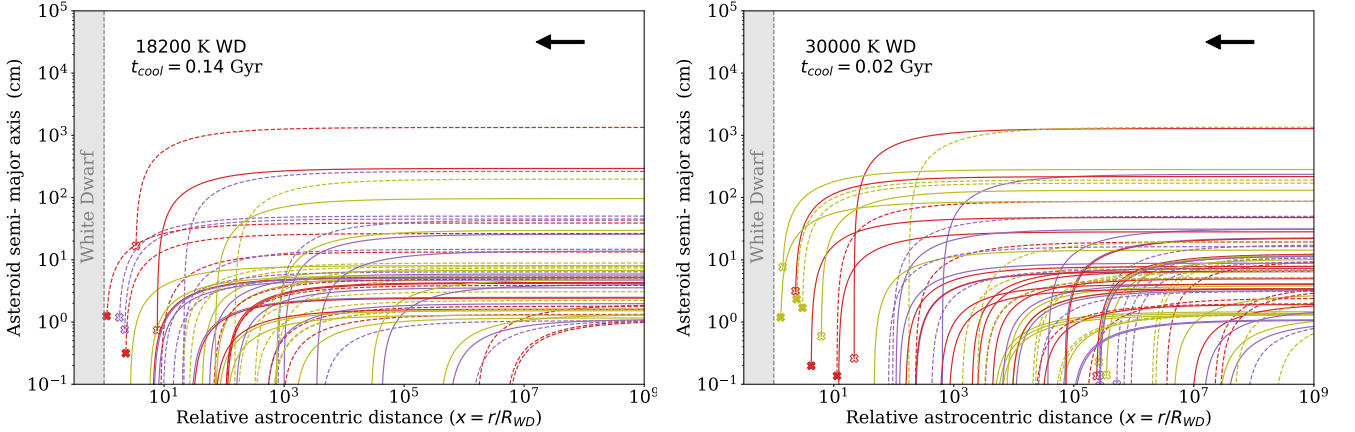 18200 K WD
t_cool = 0.14 Gyr
White Dwarf
Asteroid semi- major axis (cm)
10^5
10^4
10^3
10^2
10^1
10^0
10^−1
10^1
10^3
10^5
10^7
10^9
Relative astrocentric distance (x = r/R_WD)
30000 K WD
t_cool = 0.02 Gyr
White Dwarf
Asteroid semi- major axis (cm)
10^5
10^4
10^3
10^2
10^1
10^0
10^−1
10^1
10^3
10^5
10^7
10^9
Relative astrocentric distance (x = r/R_WD)